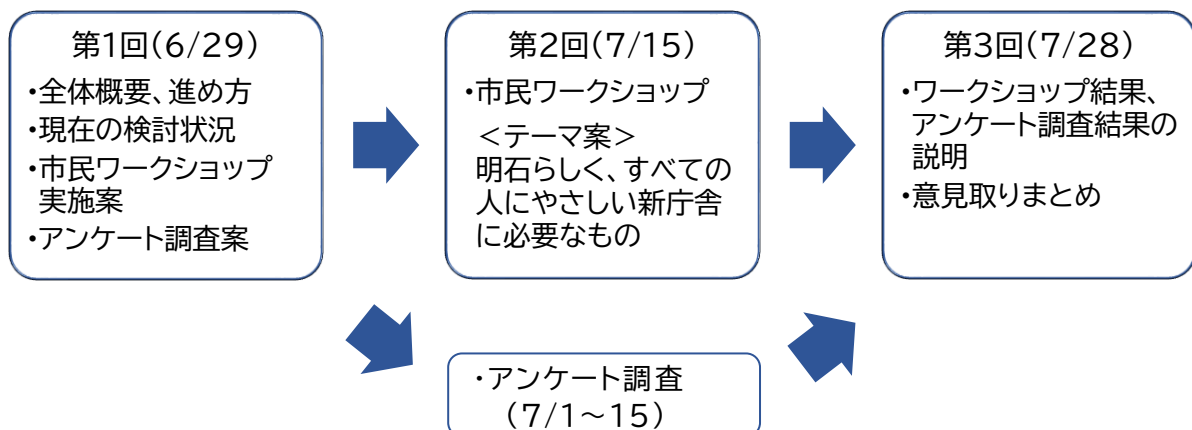 第1回(6/29)
・全体概要、進め方
・現在の検討状況
・市民ワークショップ
実施案
・アンケート調査案
第2回(7/15)
・市民ワークショップ
＜テーマ案＞
明石らしく、すべての
人にやさしい新庁舎
に必要なもの
第3回(7/28)
・ワークショップ結果、
アンケート調査結果の
説明
・意見取りまとめ
・アンケート調査
(7/1～15)